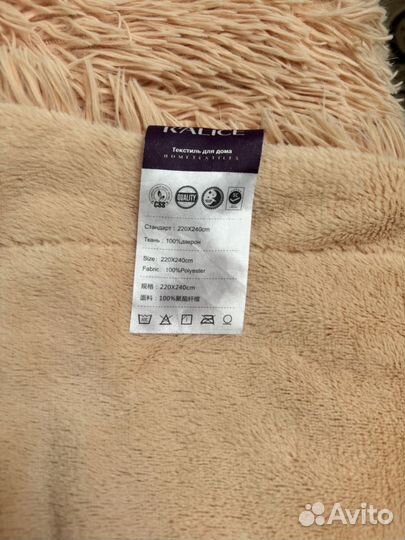 KALICE
Текстиль для дома
HOMETEXTILES
CSS
QUALITY
Стандарт : 220X240cm
Ткань : 100%дакрон
Size : 220X240cm
Fabric : 100%Polyester
规格 : 220X240cm
面料 : 100%聚酯纤维
Avito